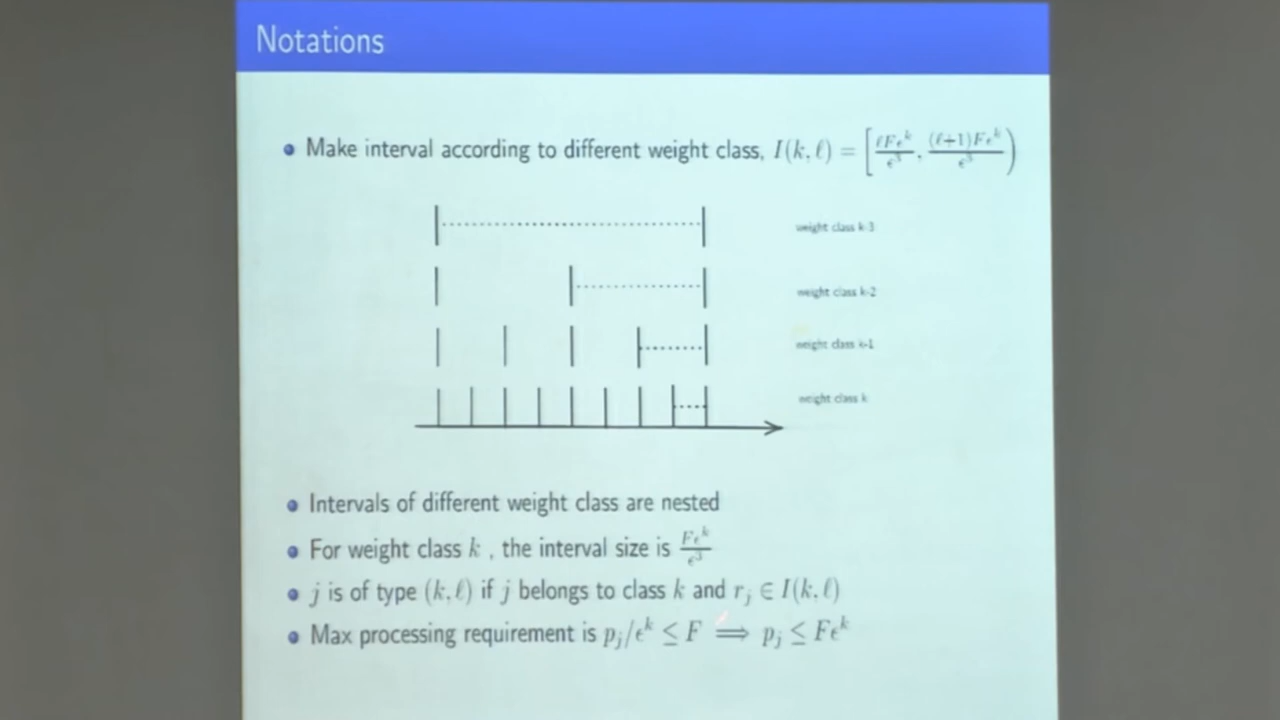 Notations
Make interval according to different weight class, I(k, ℓ) = [ℓFϵ^k/ϵ^3, (ℓ+1)Fϵ^k/ϵ^3)
weight class k-3
weight class k-2
weight class k-1
weight class k
Intervals of different weight class are nested
For weight class k , the interval size is Fϵ^k/ϵ^3
j is of type (k, ℓ) if j belongs to class k and r_j ∈ I(k, ℓ)
Max processing requirement is p_j/ϵ^k ≤ F ⟹ p_j ≤ Fϵ^k